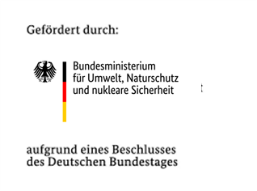 Gefördert durch:
Bundesministerium
für Umwelt, Naturschutz
und nukleare Sicherheit
aufgrund eines Beschlusses
des Deutschen Bundestages